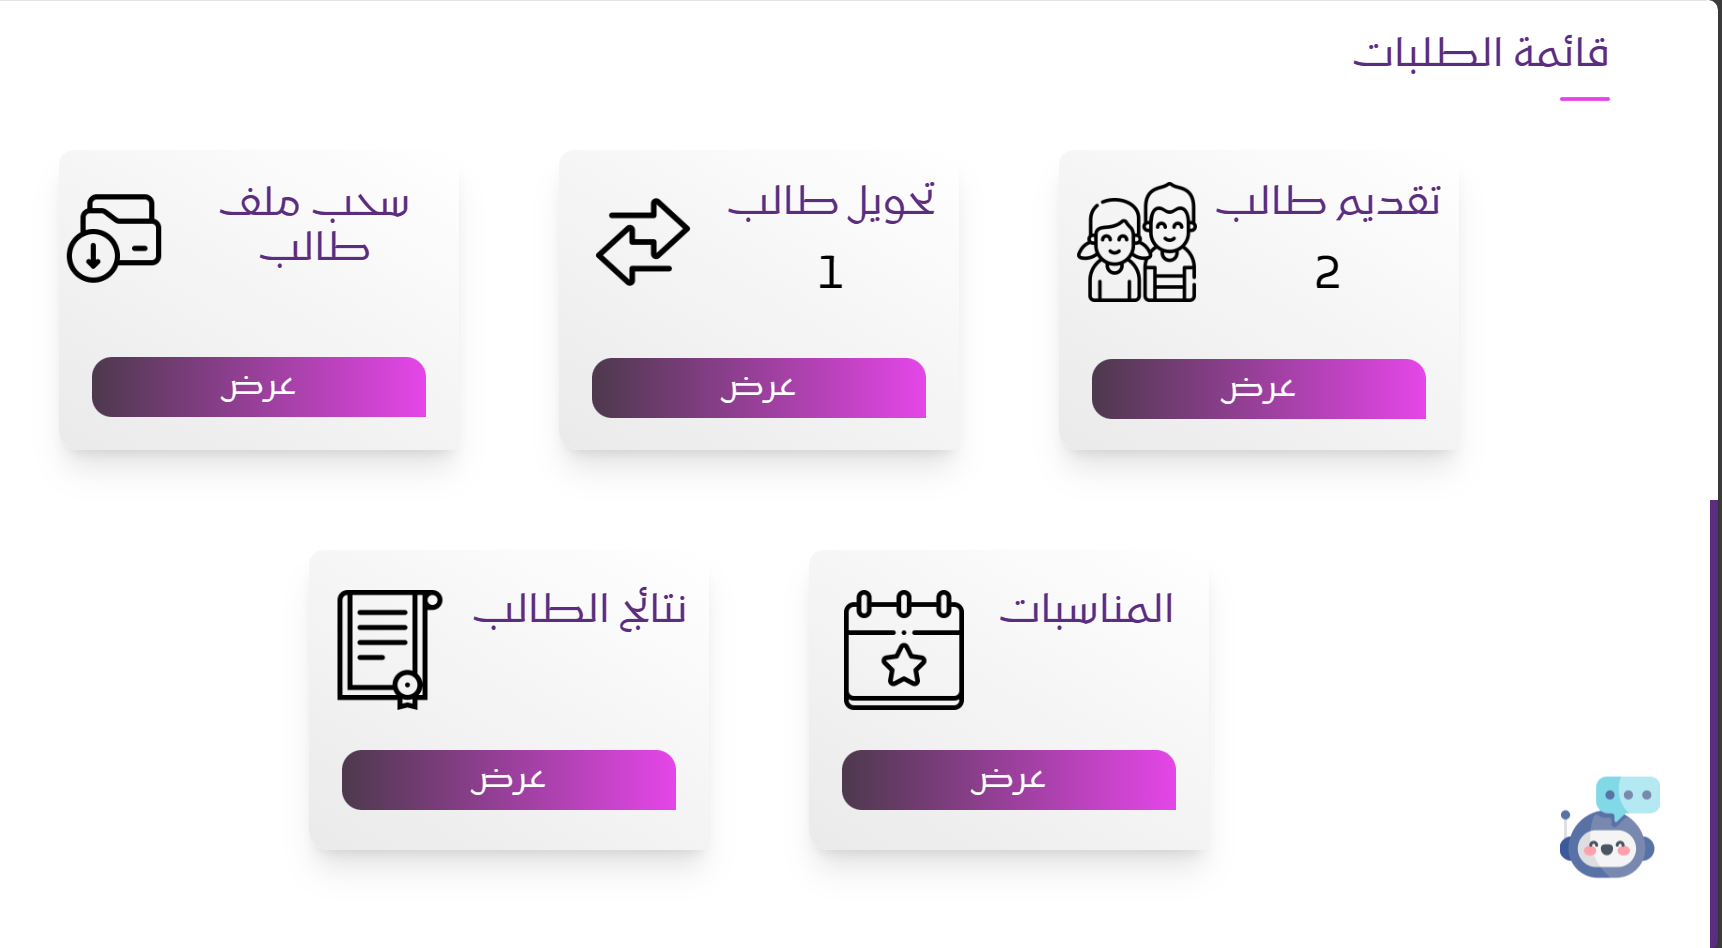 قائمة الطلبات
تقديم طالب
2
عرض
تحويل طالب
1
عرض
سحب ملف
طالب
عرض
المناسبات
عرض
نتائج الطالب
عرض